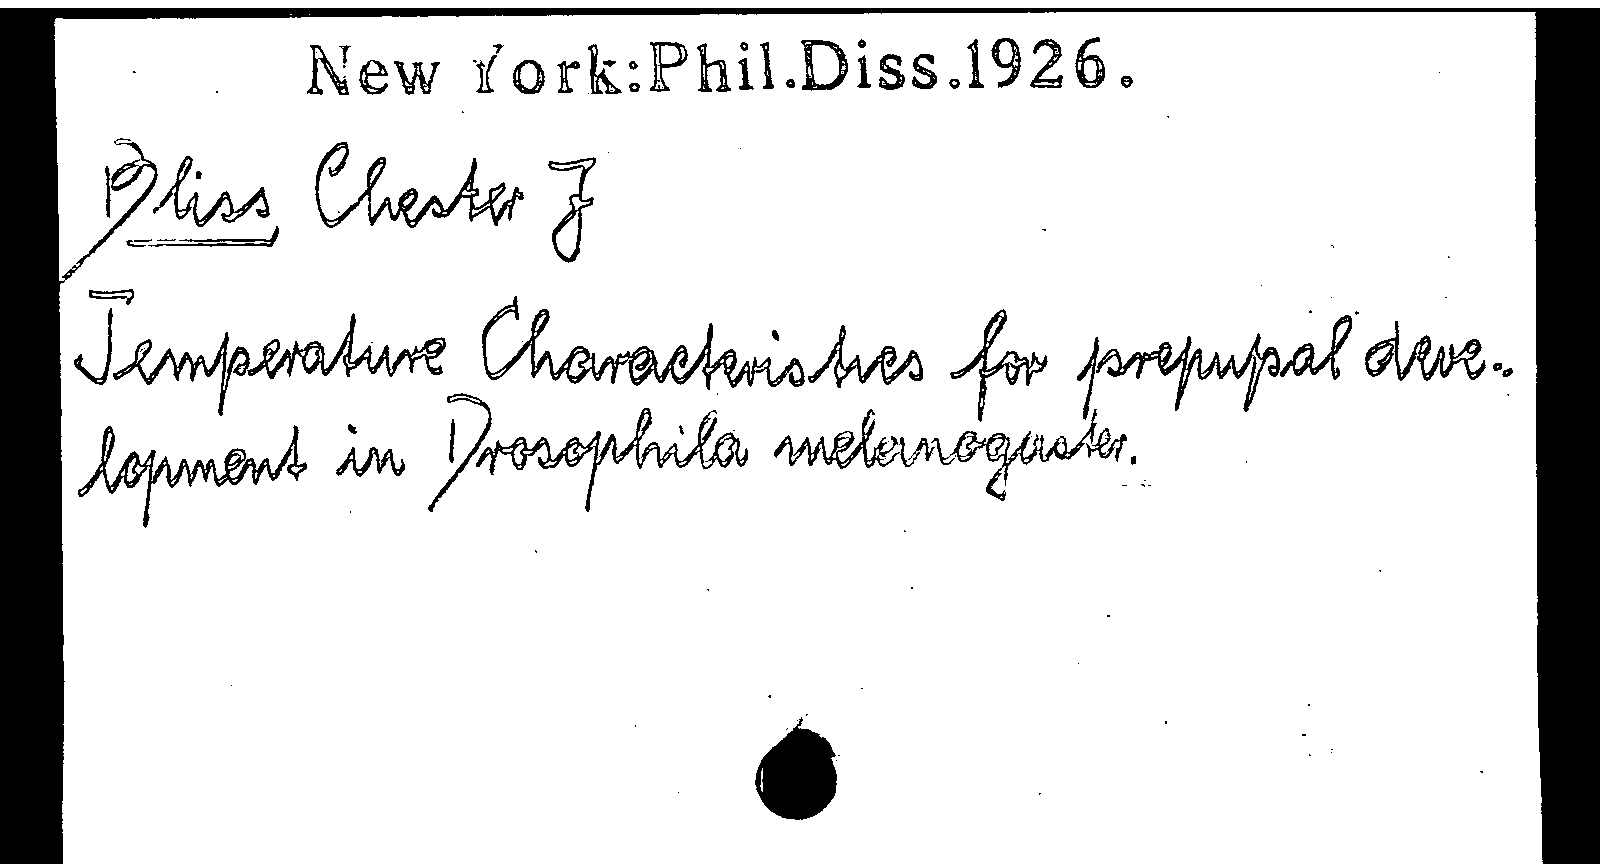 New York:Phil.Diss.1926.
Bliss Chester J
Temperature Characteristics for prepupal deve-
lopment in Drosophila melanogaster.